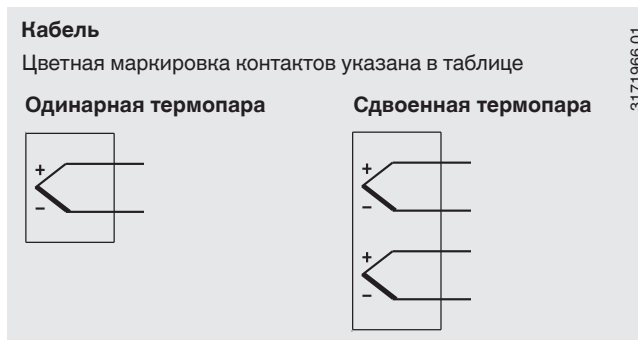 Кабель
Цветная маркировка контактов указана в таблице
Одинарная термопара
Сдвоенная термопара
+
–
+
–
+
–
3171966.01